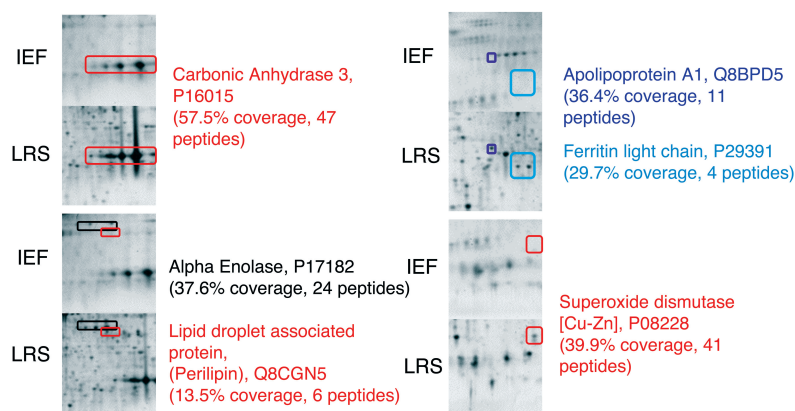 IEF
Carbonic Anhydrase 3,
P16015
(57.5% coverage, 47
peptides)
LRS
IEF
Apolipoprotein A1, Q8BPD5
(36.4% coverage, 11
peptides)
LRS
Ferritin light chain, P29391
(29.7% coverage, 4 peptides)
IEF
Alpha Enolase, P17182
(37.6% coverage, 24 peptides)
LRS
Lipid droplet associated
protein,
(Perilipin), Q8CGN5
(13.5% coverage, 6 peptides)
IEF
Superoxide dismutase
[Cu-Zn], P08228
(39.9% coverage, 41
peptides)
LRS